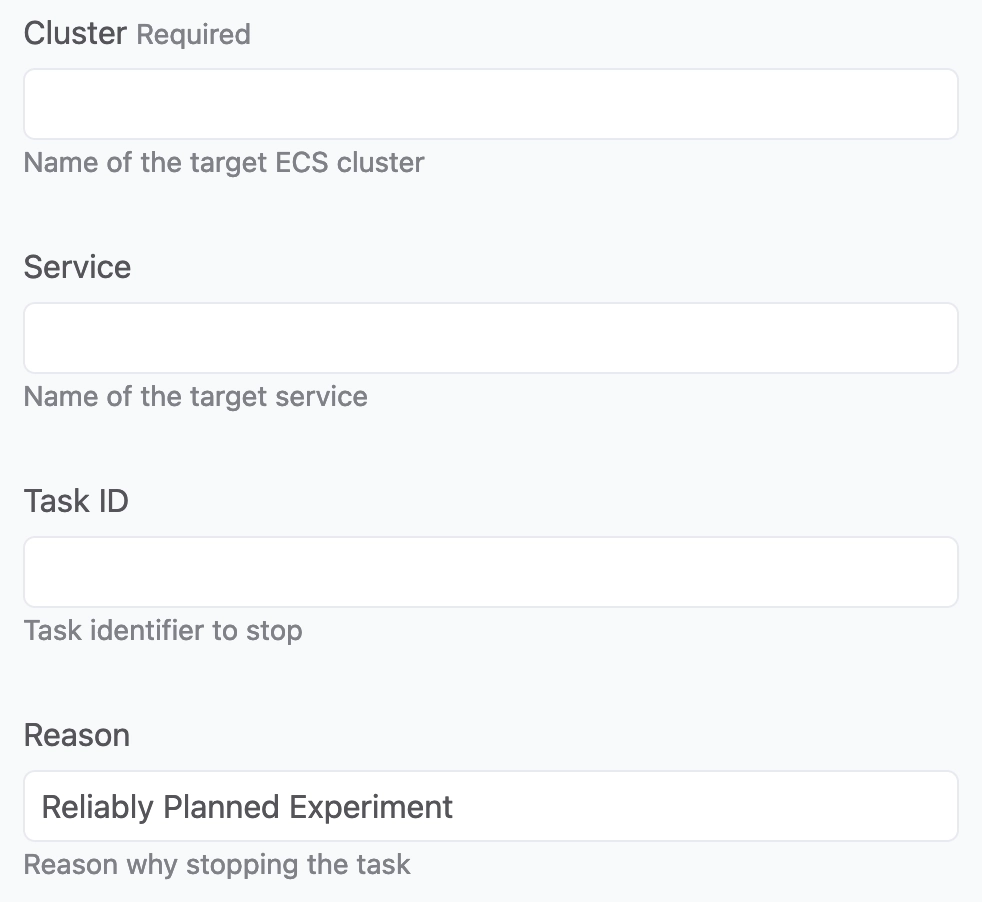 Cluster Required
Name of the target ECS cluster
Service
Name of the target service
Task ID
Task identifier to stop
Reason
Reliably Planned Experiment
Reason why stopping the task